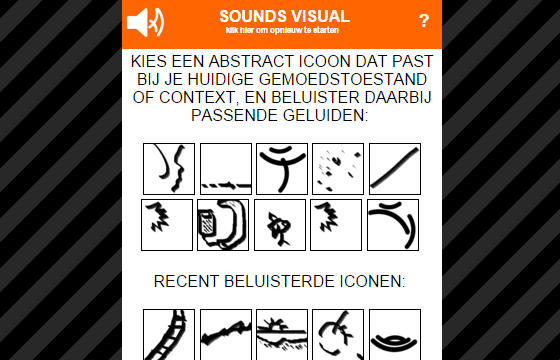 SOUNDS VISUAL
klik hier om opnieuw te starten
?
KIES EEN ABSTRACT ICOON DAT PAST
BIJ JE HUIDIGE GEMOEDSTOESTAND
OF CONTEXT, EN BELUISTER DAARBIJ
PASSENDE GELUIDEN:
RECENT BELUISTERDE ICONEN: